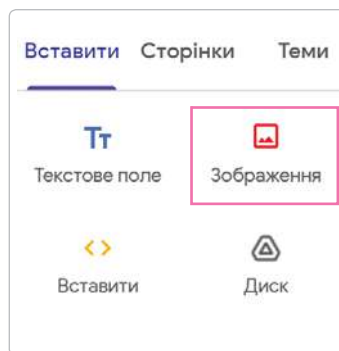 Вставити Сторінки Теми
Тт
Текстове поле Зображення
Вставити Диск